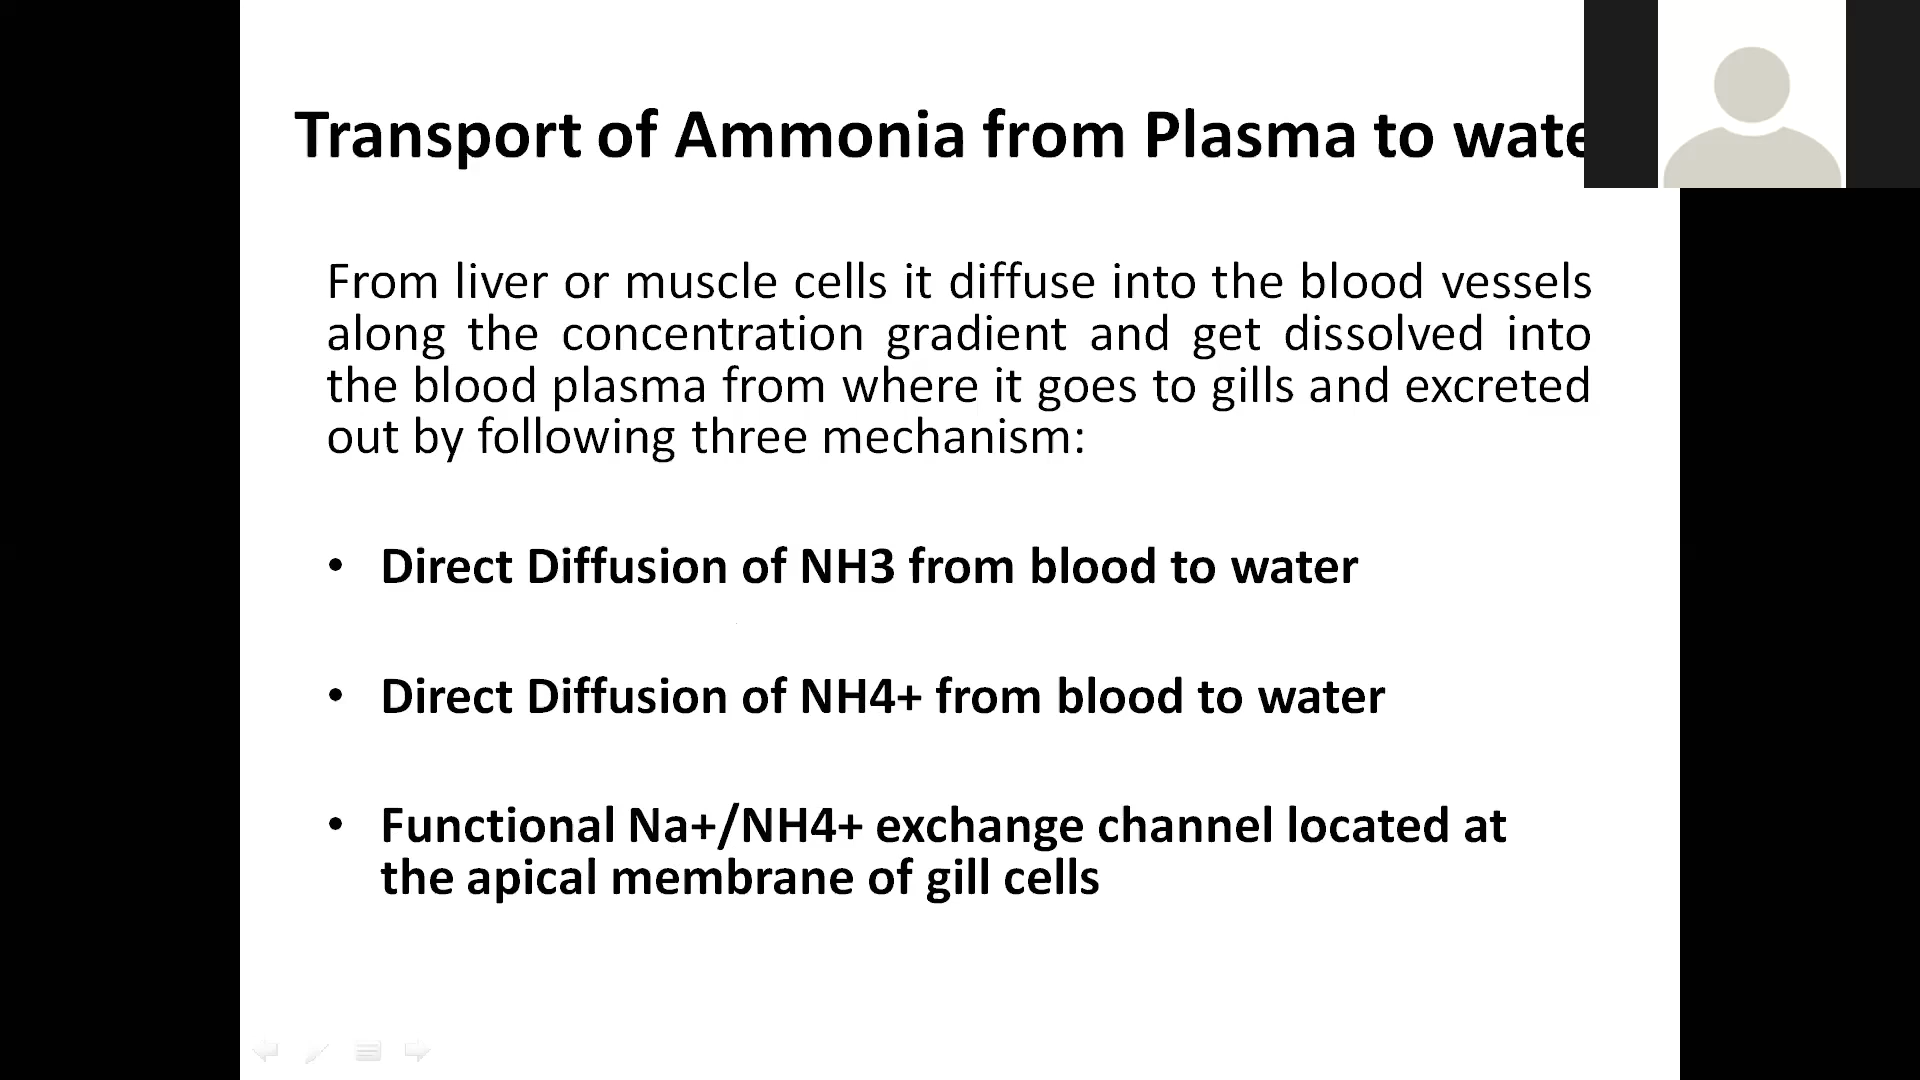 Transport of Ammonia from Plasma to wate
From liver or muscle cells it diffuse into the blood vessels
along the concentration gradient and get dissolved into
the blood plasma from where it goes to gills and excreted
out by following three mechanism:
• Direct Diffusion of NH3 from blood to water
• Direct Diffusion of NH4+ from blood to water
• Functional Na+/NH4+ exchange channel located at
the apical membrane of gill cells